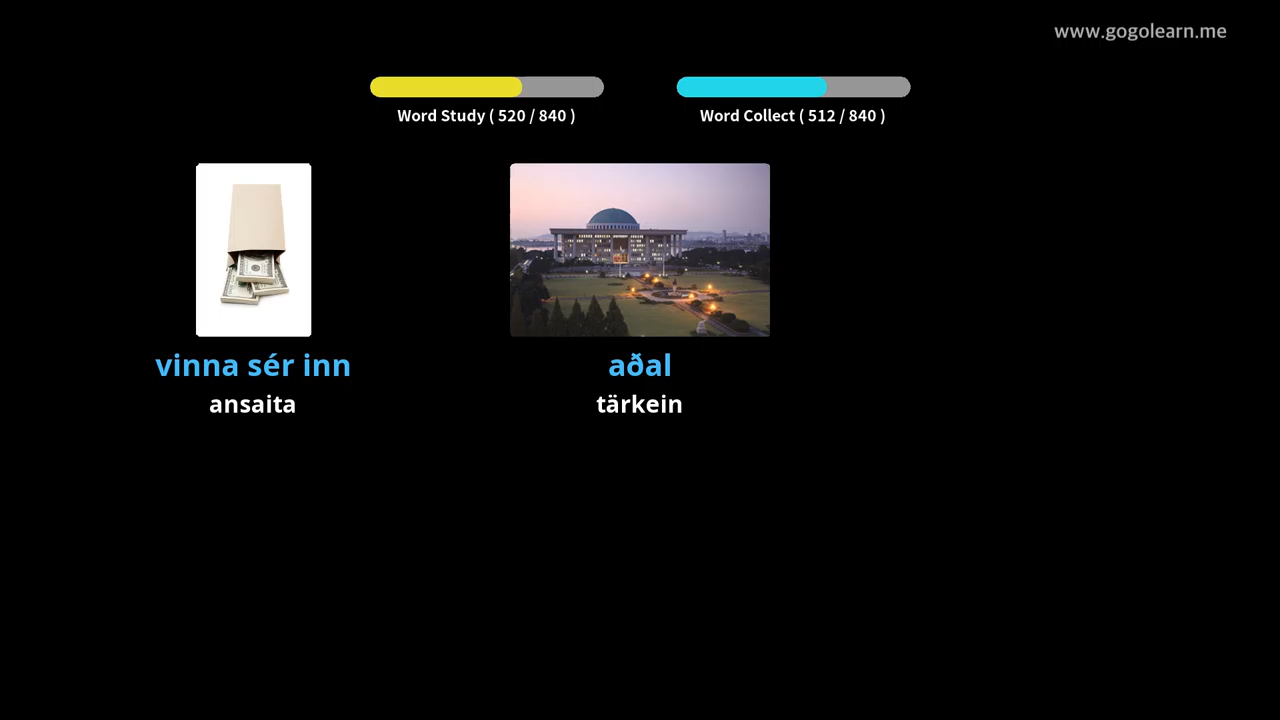 www.gogolearn.me
Word Study ( 520 / 840 )
Word Collect ( 512 / 840 )
vinna sér inn
ansaita
aðal
tärkein